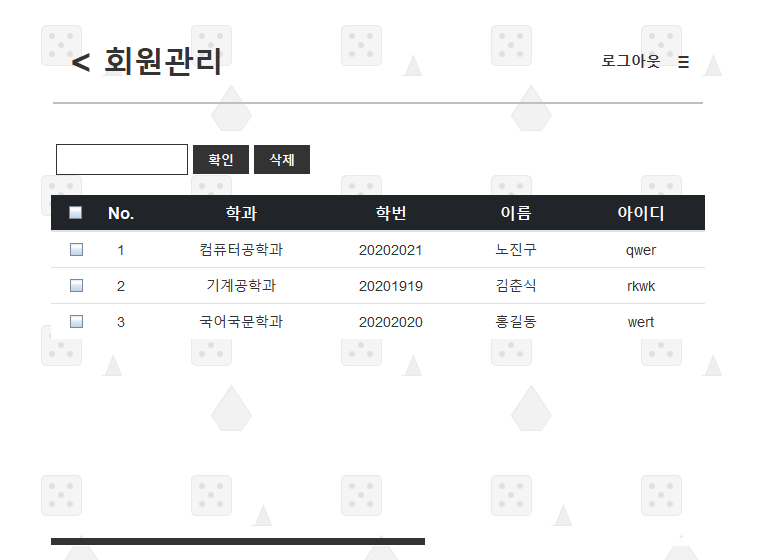 < 회원관리
로그아웃 ☰
확인 삭제
No. 학과 학번 이름 아이디
1 컴퓨터공학과 20202021 노진구 qwer
2 기계공학과 20201919 김춘식 rkwk
3 국어국문학과 20202020 홍길동 wert